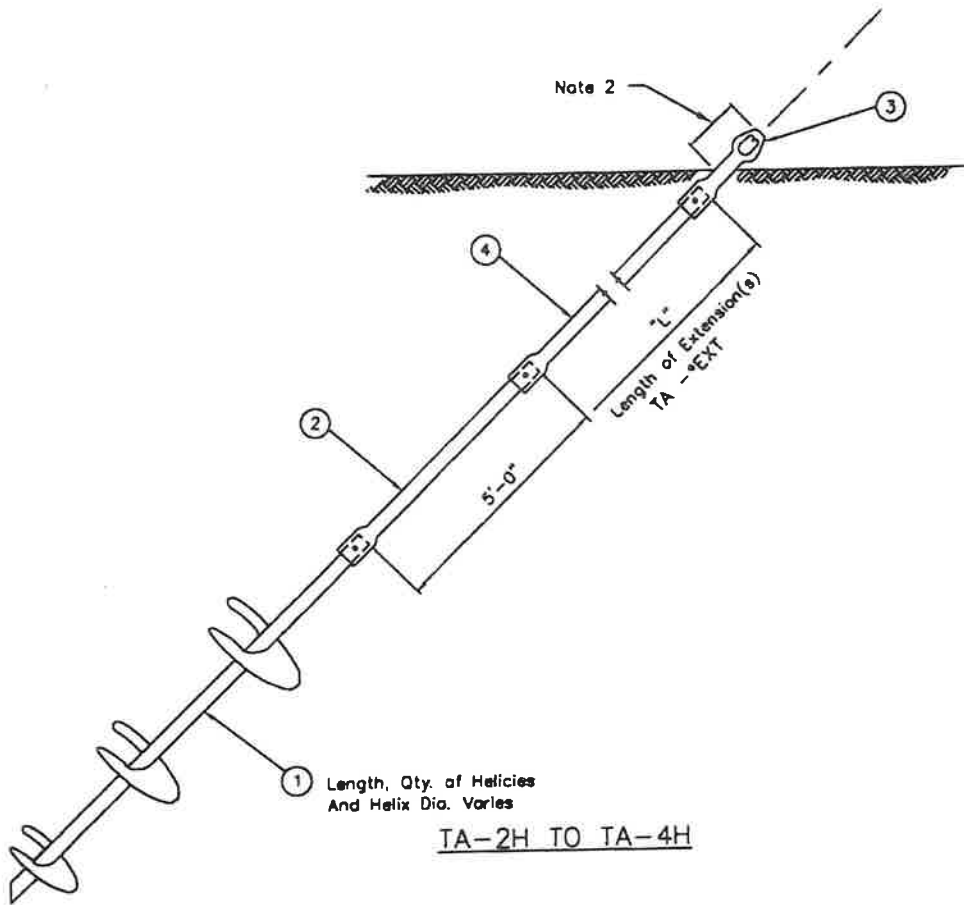 Note 2
3
4
"L"
Length of Extension(s)
TA - *EXT
2
5'-0"
1
Length, Qty. of Helicies
And Helix Dia. Varies
TA-2H TO TA-4H